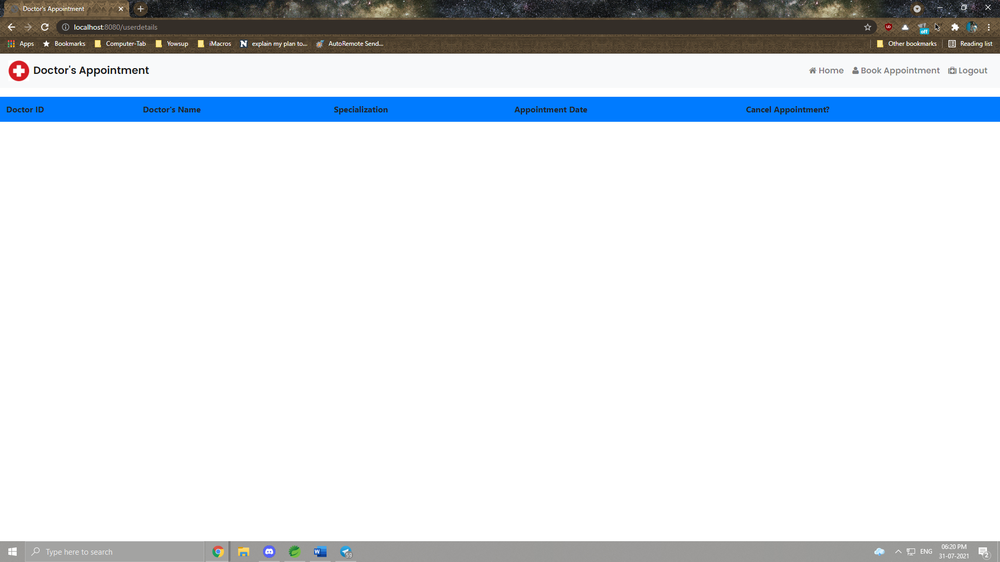 Doctor's Appointment
localhost:8080/userdetails
UD
off
Apps Bookmarks Computer-Tab Yowsup iMacros N explain my plan to... AutoRemote Send... Other bookmarks Reading list
Doctor's Appointment Home Book Appointment Logout
Doctor ID Doctor's Name Specialization Appointment Date Cancel Appointment?
Type here to search W 59 ENG 06:20 PM
31-07-2021 2